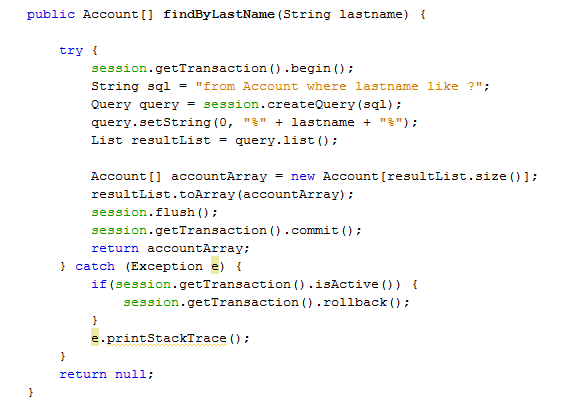 public Account[] findByLastName(String lastname) {
try {
session.getTransaction().begin();
String sql = "from Account where lastname like ?";
Query query = session.createQuery(sql);
query.setString(0, "%" + lastname + "%");
List resultList = query.list();
Account[] accountArray = new Account[resultList.size()];
resultList.toArray(accountArray);
session.flush();
session.getTransaction().commit();
return accountArray;
} catch (Exception e) {
if(session.getTransaction().isActive()) {
session.getTransaction().rollback();
}
e.printStackTrace();
}
return null;
}